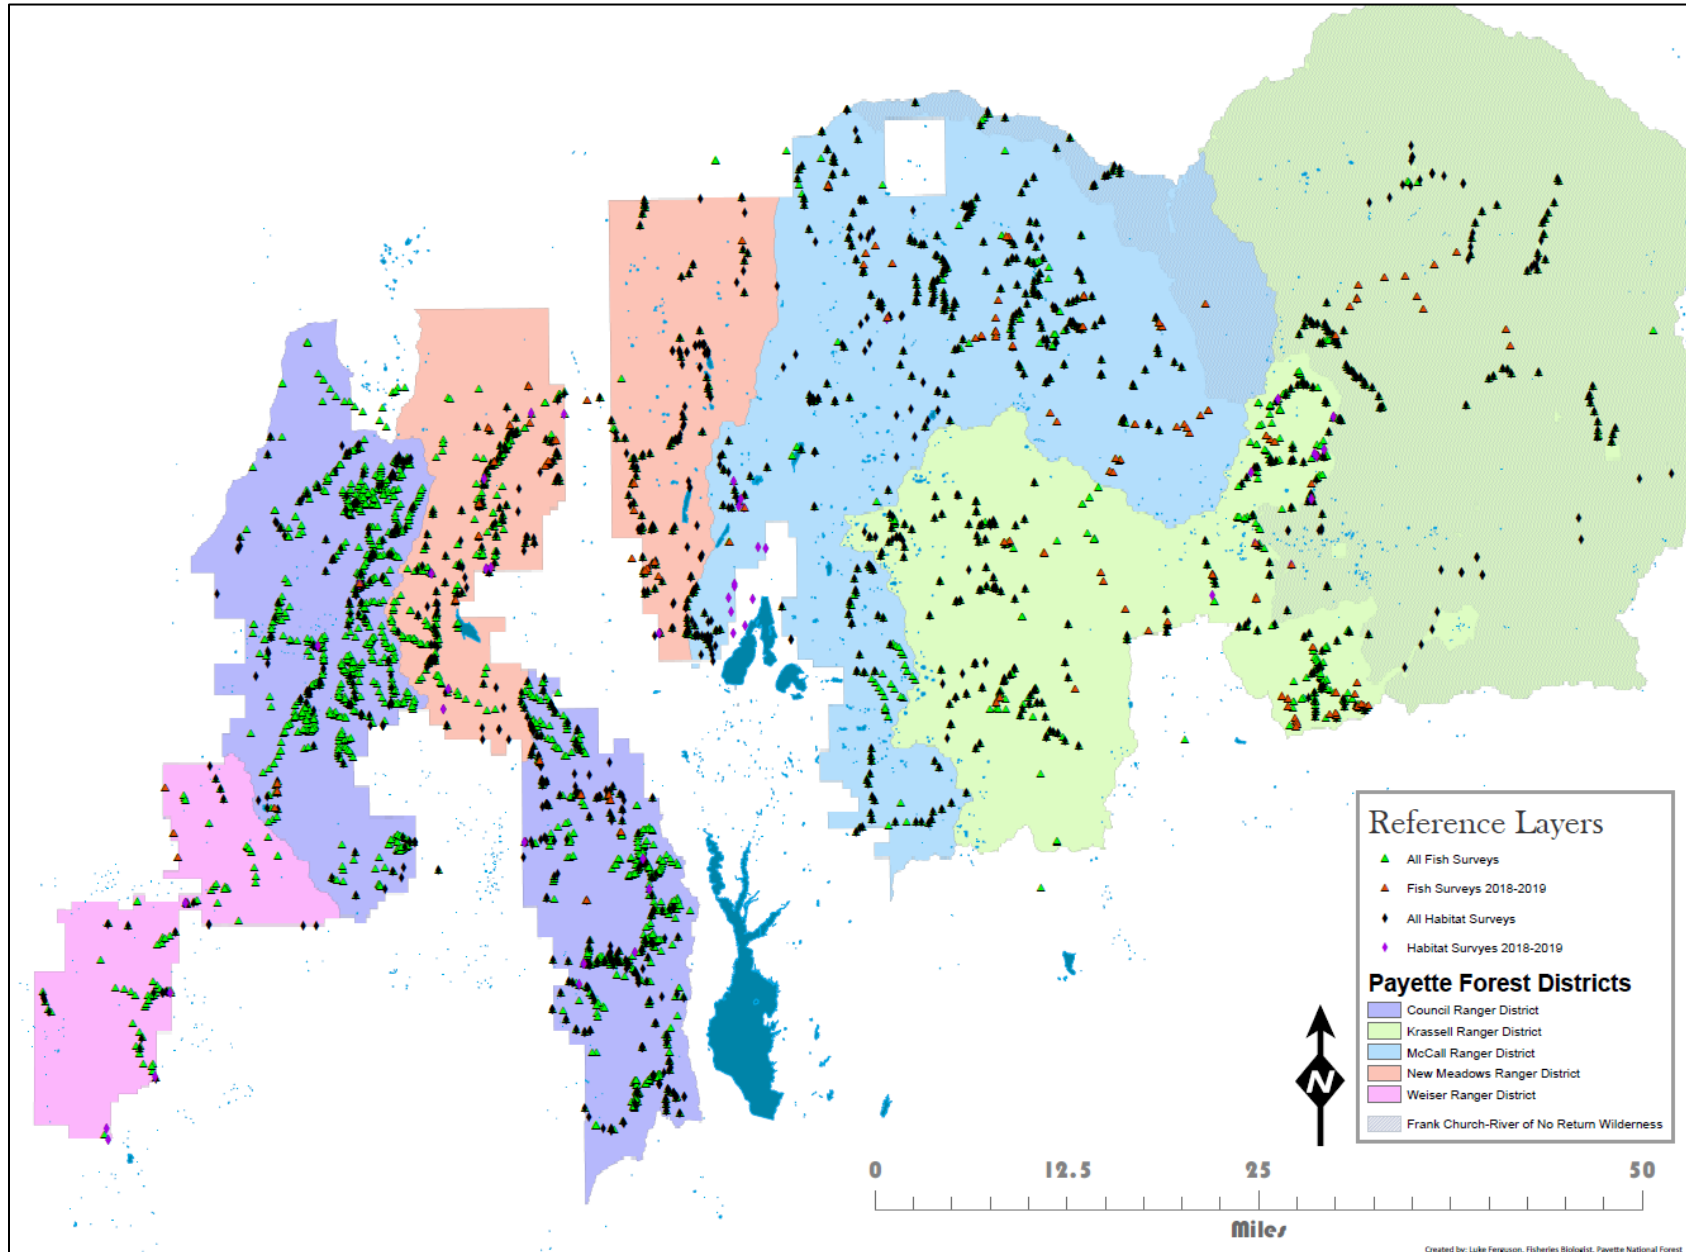 Reference Layers
All Fish Surveys
Fish Surveys 2018-2019
All Habitat Surveys
Habitat Survyes 2018-2019
Payette Forest Districts
Council Ranger District
Krassell Ranger District
McCall Ranger District
New Meadows Ranger District
Weiser Ranger District
Frank Church-River of No Return Wilderness
N
0 12.5 25 50
Miles
Created by: Luke Ferguson, Fisheries Biologist, Payette National Forest